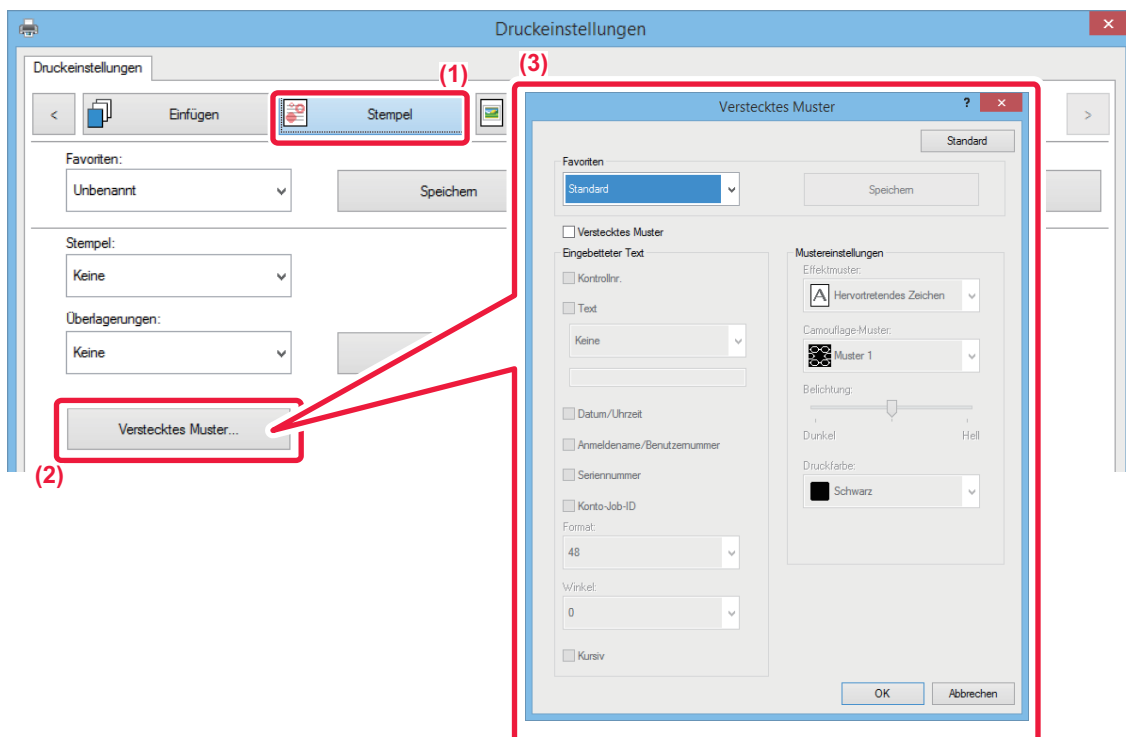 Druckeinstellungen
Druckeinstellungen
(1)
(3)
< Einfügen Stempel >
Favoriten:
Unbenannt Speichern
Stempel:
Keine
Überlagerungen:
Keine
Verstecktes Muster...
(2)
Verstecktes Muster ?
Standard
Favoriten
Standard Speichern
Verstecktes Muster
Eingebetteter Text
Kontrollnr.
Text
Keine
Datum/Uhrzeit
Anmeldename/Benutzernummer
Seriennummer
Konto-Job-ID
Format:
48
Winkel:
0
Kursiv
Mustereinstellungen
Effektmuster:
A Hervortretendes Zeichen
Camouflage-Muster:
Muster 1
Belichtung:
Dunkel Hell
Druckfarbe:
Schwarz
OK Abbrechen